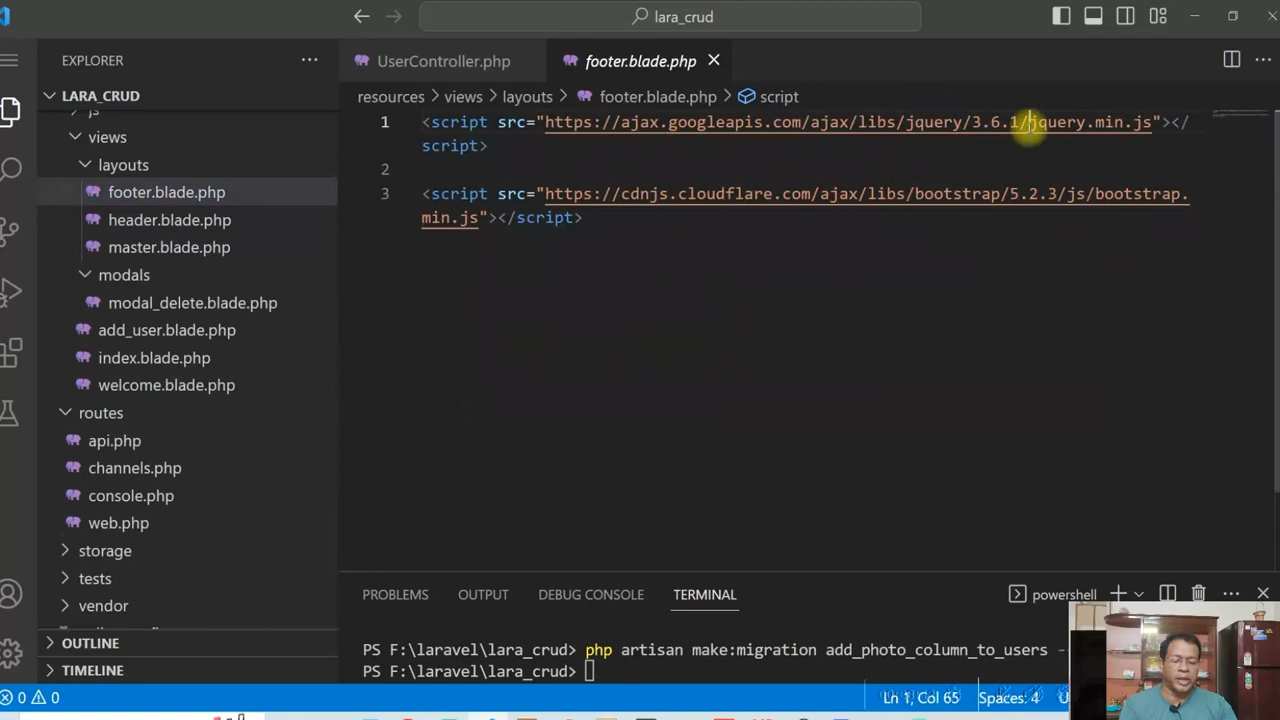 lara_crud
EXPLORER
LARA_CRUD
js
views
layouts
footer.blade.php
header.blade.php
master.blade.php
modals
modal_delete.blade.php
add_user.blade.php
index.blade.php
welcome.blade.php
routes
api.php
channels.php
console.php
web.php
storage
tests
vendor
OUTLINE
TIMELINE
UserController.php footer.blade.php
resources views layouts footer.blade.php script
1 <script src="https://ajax.googleapis.com/ajax/libs/jquery/3.6.1/jquery.min.js"></
script>
2
3 <script src="https://cdnjs.cloudflare.com/ajax/libs/bootstrap/5.2.3/js/bootstrap.
min.js"></script>
PROBLEMS OUTPUT DEBUG CONSOLE TERMINAL powershell
PS F:\laravel\lara_crud> php artisan make:migration add_photo_column_to_users
PS F:\laravel\lara_crud>
0 0 Ln 1, Col 65 Spaces: 4